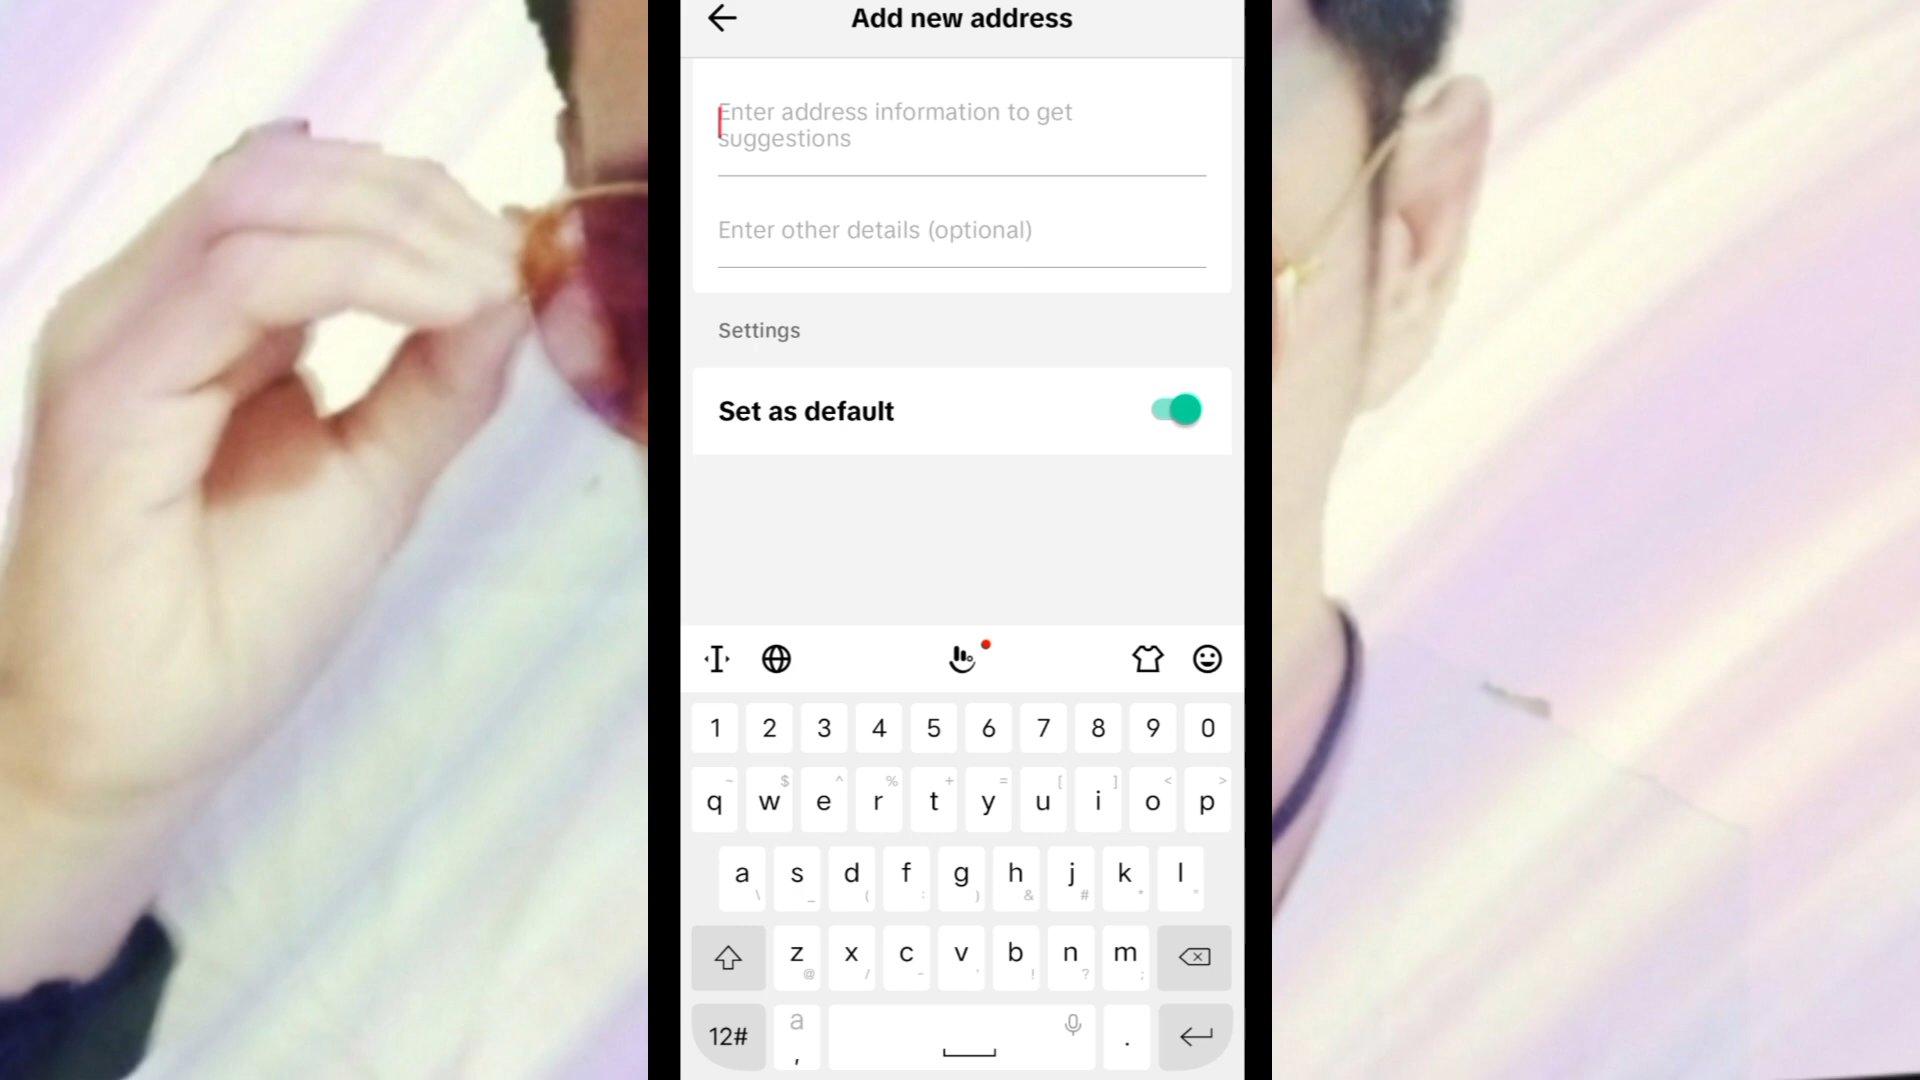 Add new address
Enter address information to get
suggestions
Enter other details (optional)
Settings
Set as default
1 2 3 4 5 6 7 8 9 0
~ $ ^ % + = [ ] < >
q w e r t y u i o p
a s d f g h j k l
\ _ ( : ) & # * "
z x c v b n m
@ / - ' ! ? ;
12# a , .